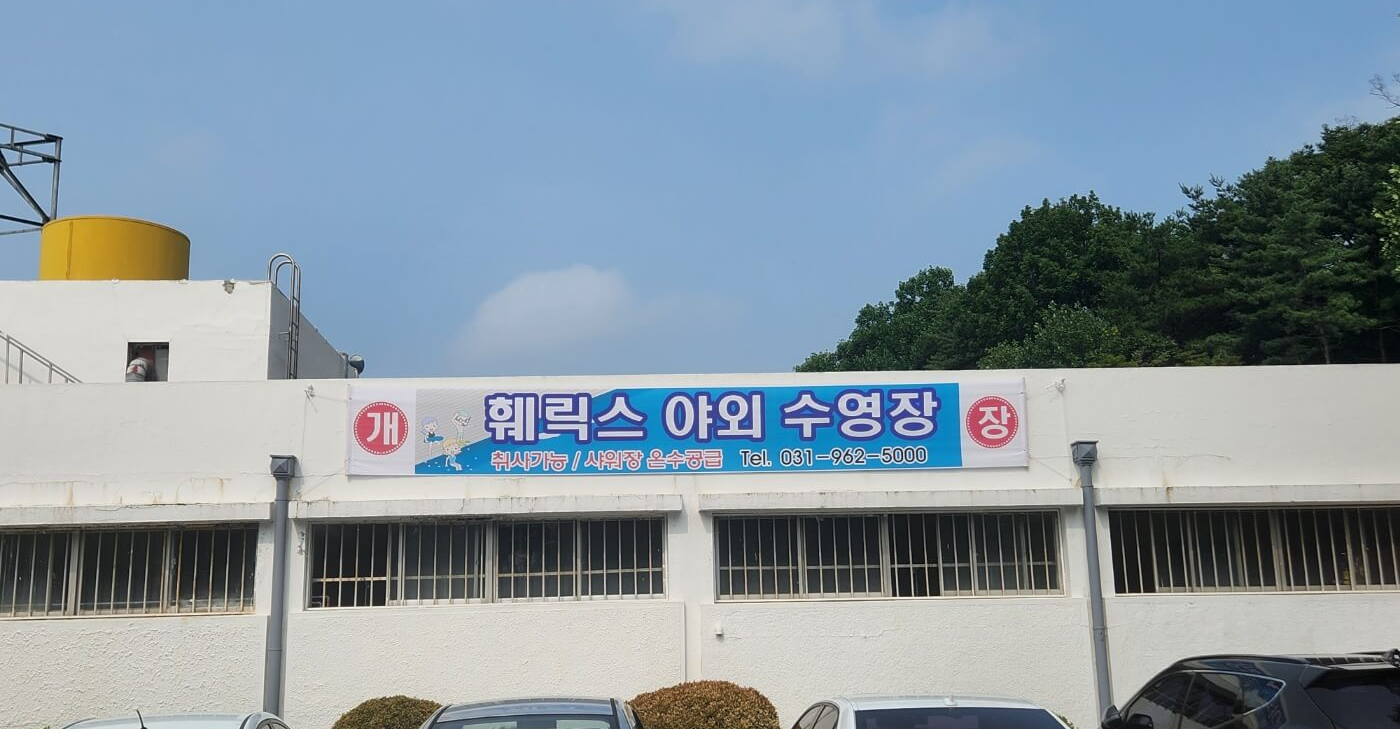 개 훼릭스 야외 수영장 장
취사가능 / 샤워장 온수공급 Tel. 031-962-5000